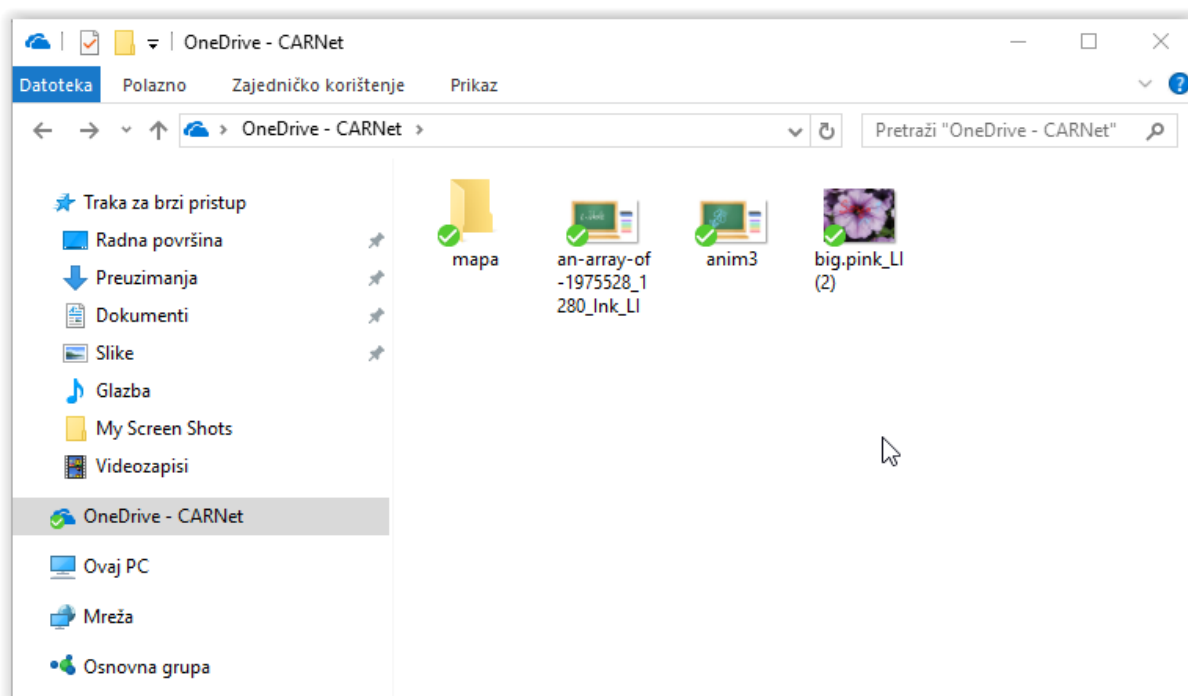 OneDrive - CARNet
Datoteka Polazno Zajedničko korištenje Prikaz
OneDrive - CARNet
Pretraži "OneDrive - CARNet"
Traka za brzi pristup
Radna površina
Preuzimanja
Dokumenti
Slike
Glazba
My Screen Shots
Videozapisi
OneDrive - CARNet
Ovaj PC
Mreža
Osnovna grupa
mapa
an-array-of
-1975528_1
280_Ink_LI
anim3
big.pink_LI
(2)